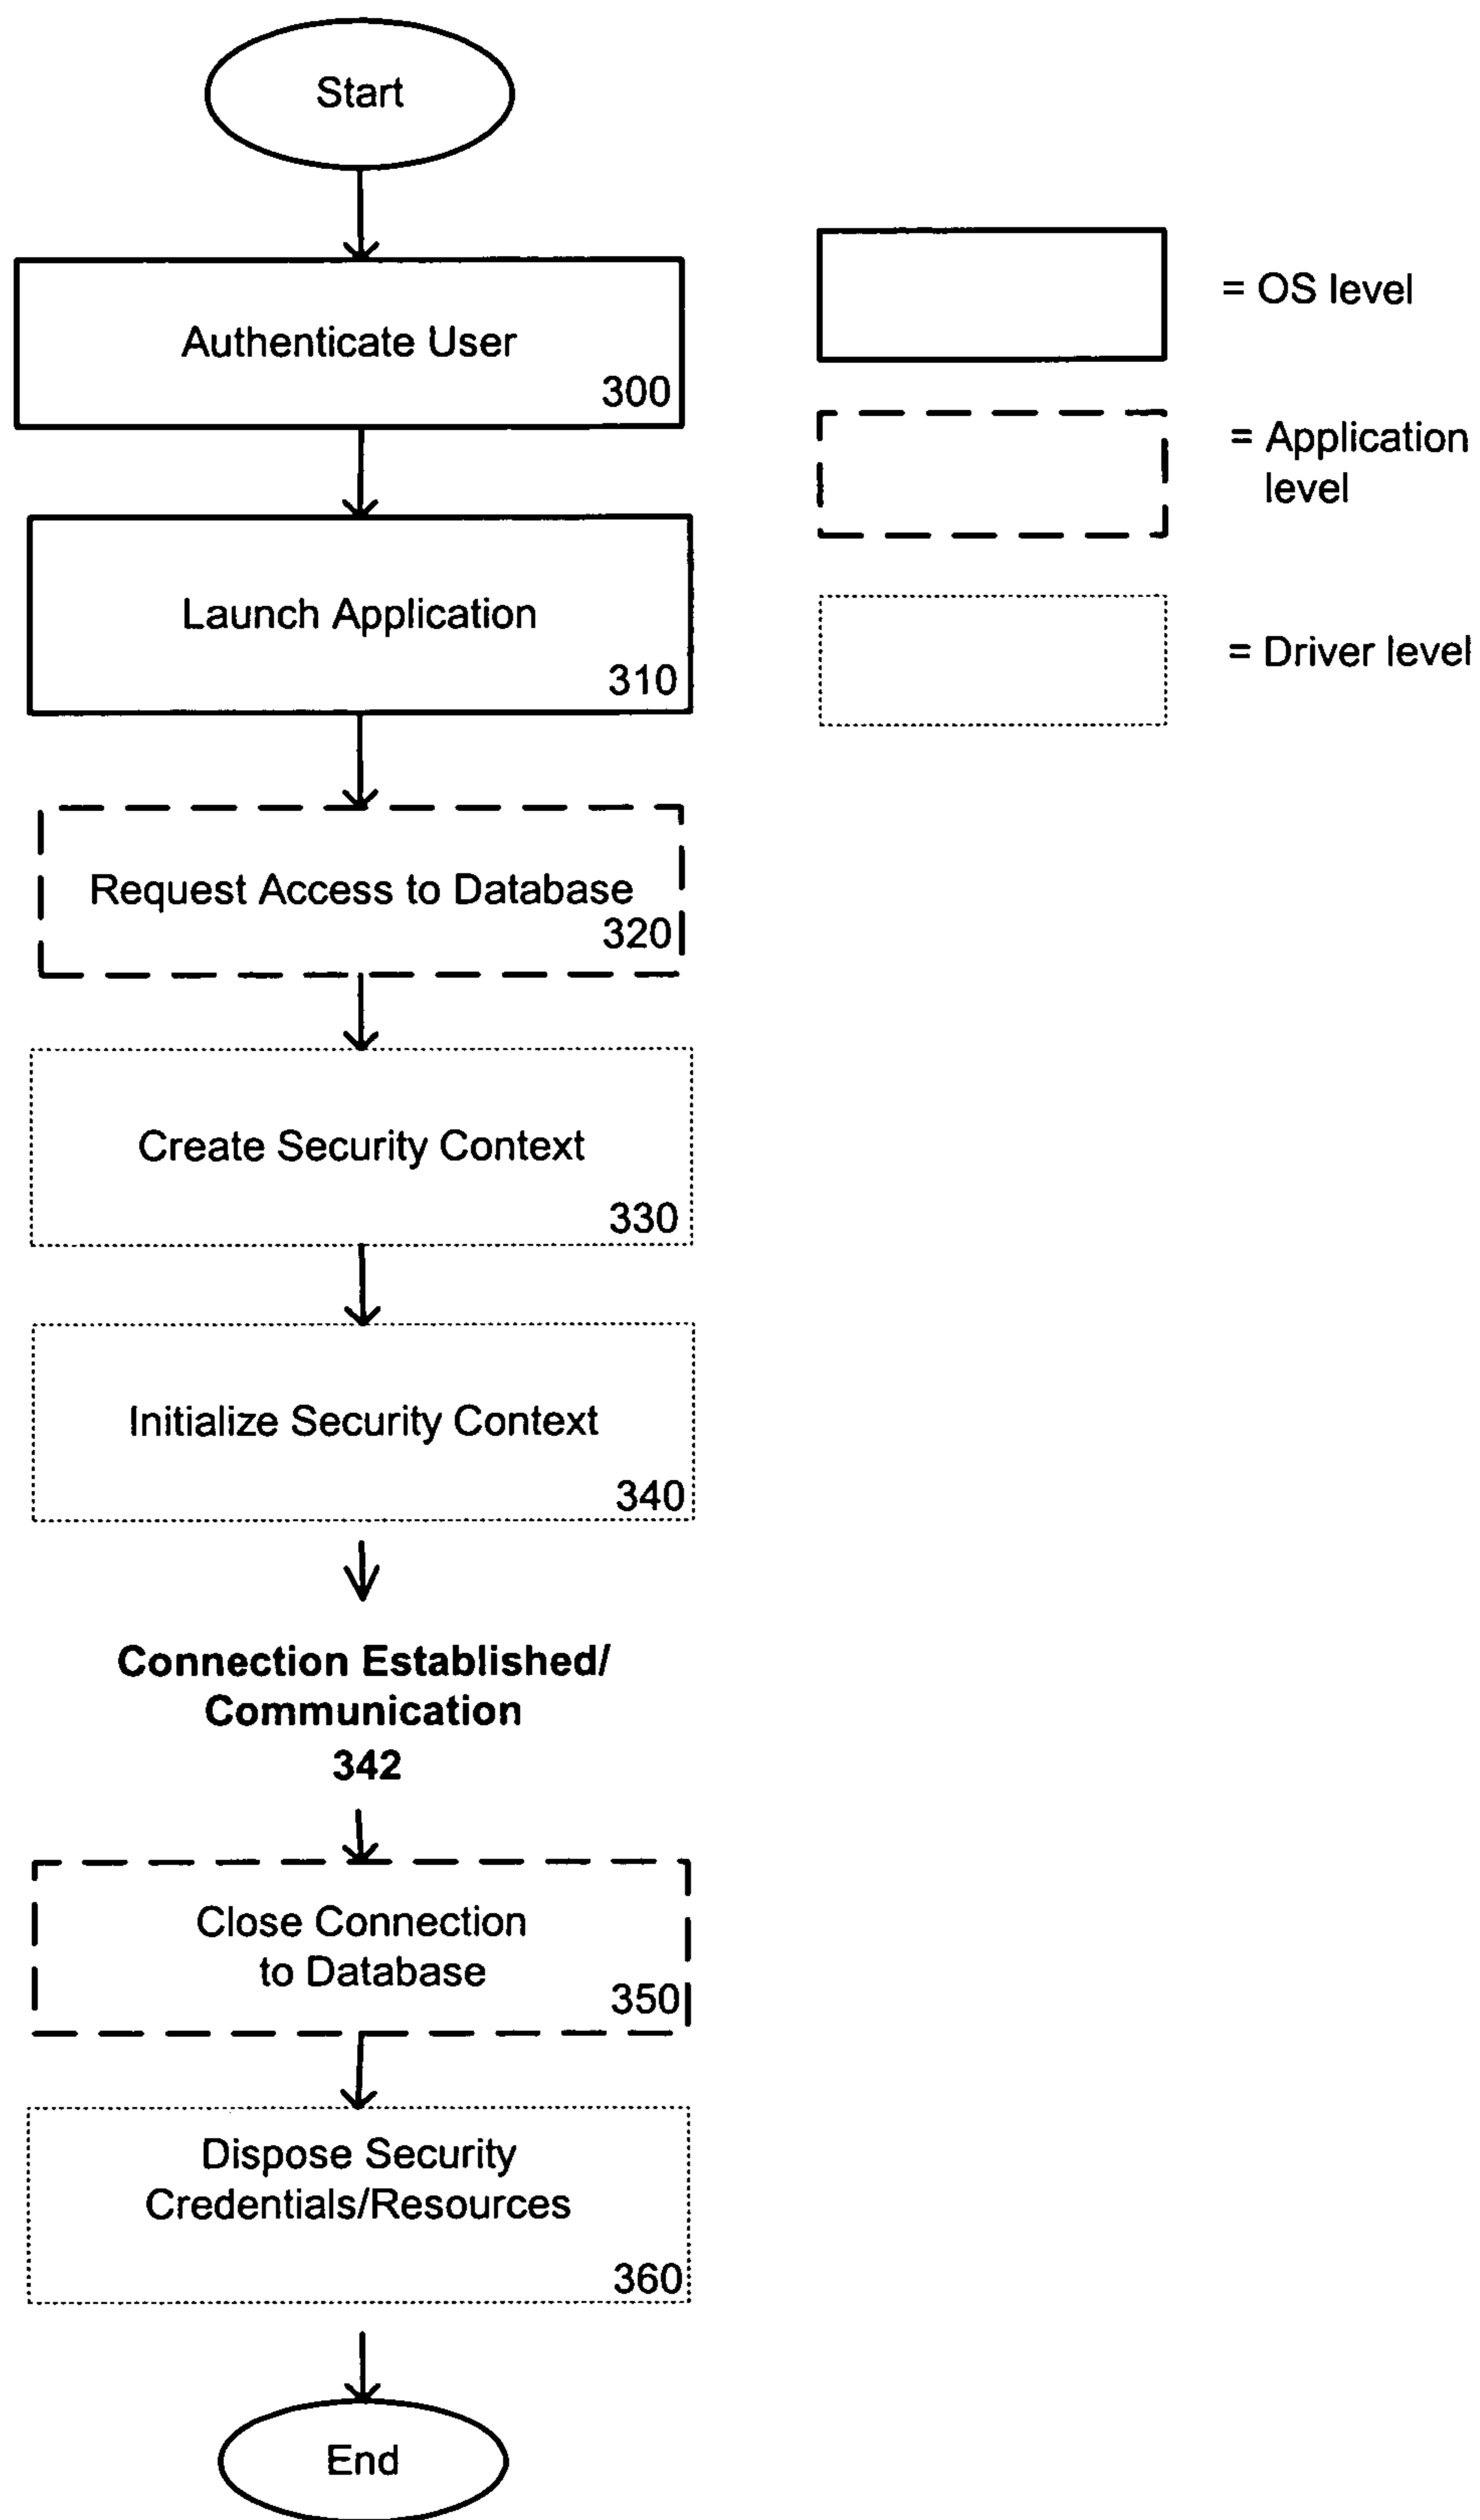 Start
Authenticate User
300
Launch Application
310
Request Access to Database
320
Create Security Context
330
Initialize Security Context
340
Connection Established/
Communication
342
Close Connection
to Database
350
Dispose Security
Credentials/Resources
360
End
= OS level
= Application
level
= Driver level